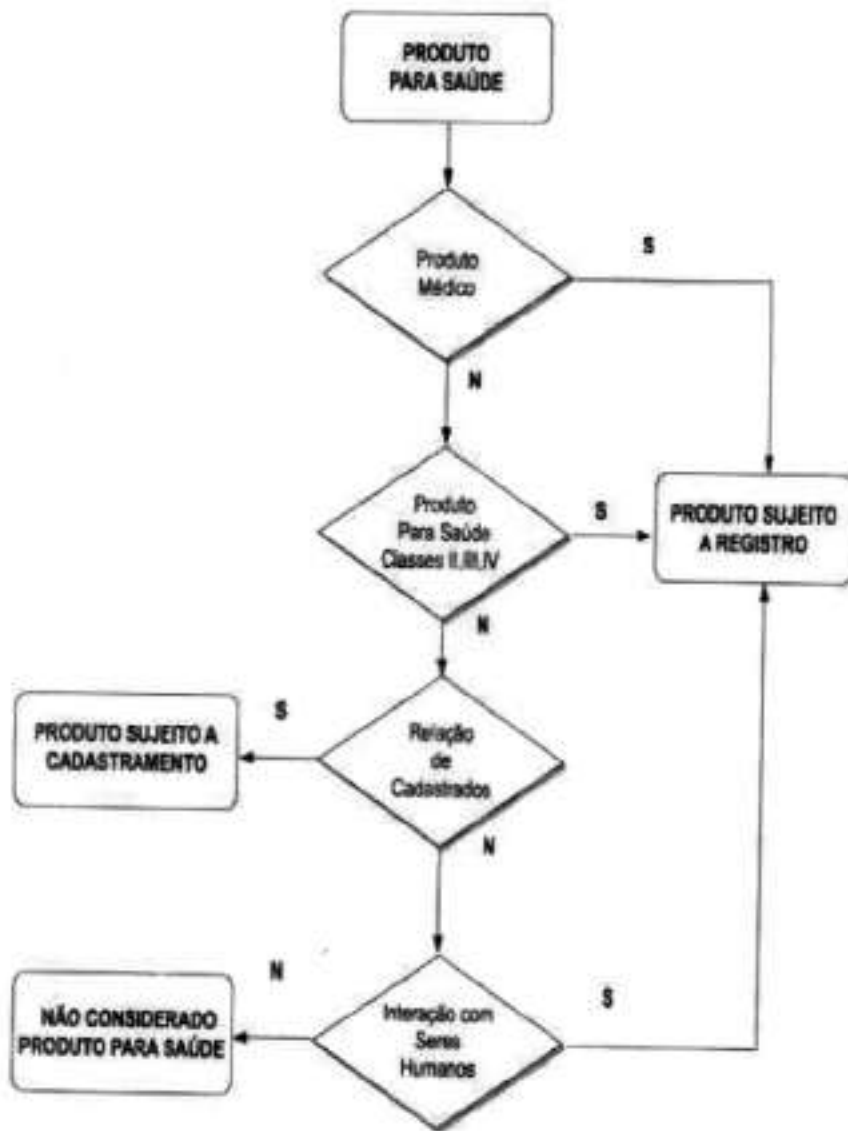 PRODUTO
PARA SAÚDE
Produto
Médico
S
N
Produto
Para Saúde
Classes II,III,IV
S
PRODUTO SUJEITO
A REGISTRO
N
Relação
de
Cadastrados
S
PRODUTO SUJEITO A
CADASTRAMENTO
N
Interação com
Seres
Humanos
N
NÃO CONSIDERADO
PRODUTO PARA SAÚDE
S